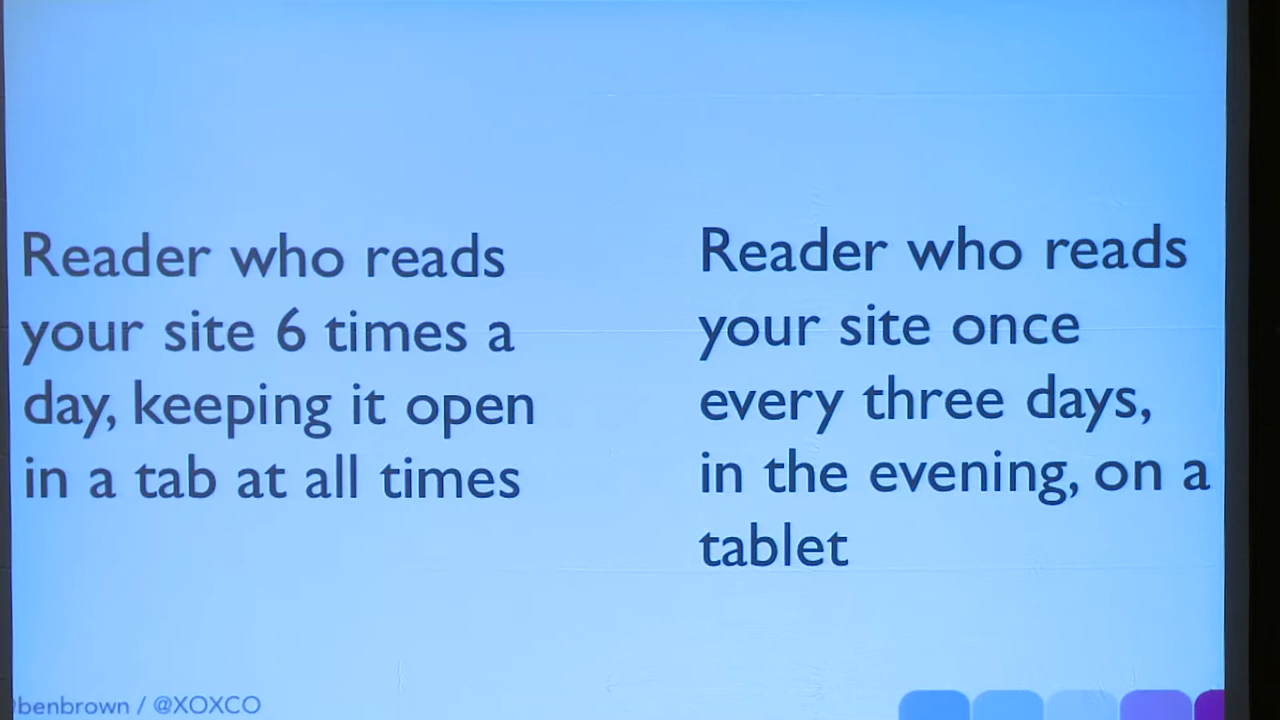 Reader who reads
your site 6 times a
day, keeping it open
in a tab at all times
Reader who reads
your site once
every three days,
in the evening, on a
tablet
benbrown / @XOXCO